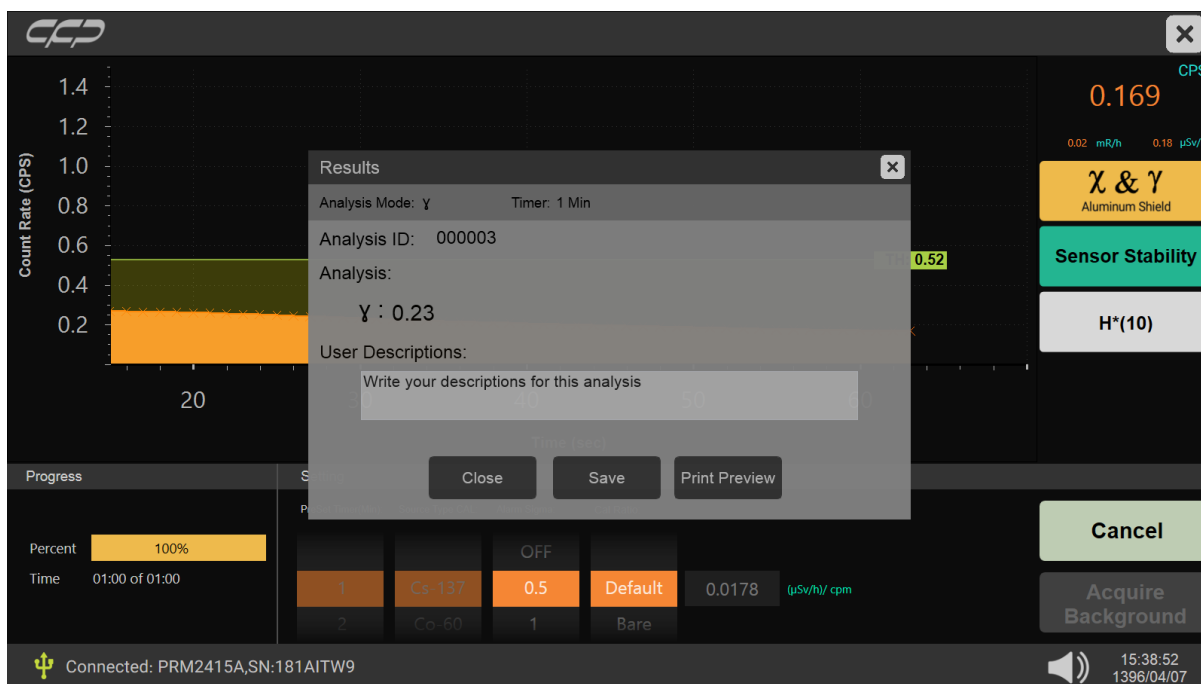 CPS
0.169
0.02 mR/h 0.18 µSv/
χ & γ
Aluminum Shield
Sensor Stability
H*(10)
Count Rate (CPS)
1.4
1.2
1.0
0.8
0.6
0.4
0.2
0.52
20
30
40
50
60
Time (sec)
Results
Analysis Mode: Ɣ Timer: 1 Min
Analysis ID: 000003
Analysis:
Ɣ : 0.23
User Descriptions:
Write your descriptions for this analysis
Close Save Print Preview
Progress
Percent 100%
Time 01:00 of 01:00
OFF
1 Cs-137 0.5 Default 0.0178 (µSv/h)/ cpm
2 Co-60 1 Bare
Cancel
Acquire
Background
Connected: PRM2415A,SN:181AITW9
15:38:52
1396/04/07